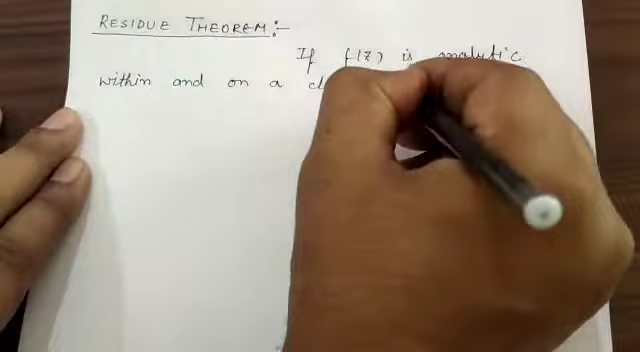 RESIDUE THEOREM:-
If f(z) is analytic
within and on a